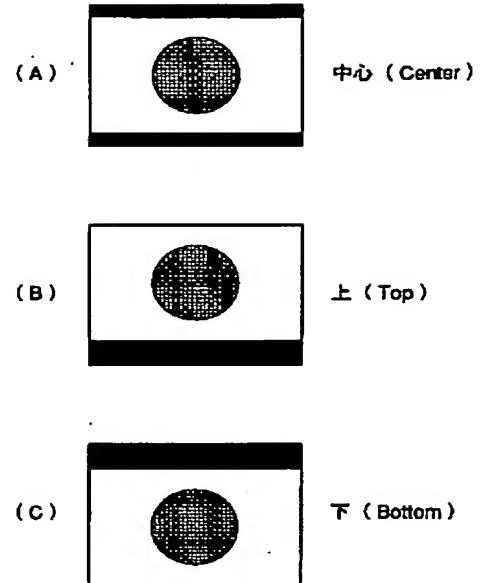 (A) 中心 (Center)
(B) 上 (Top)
(C) 下 (Bottom)